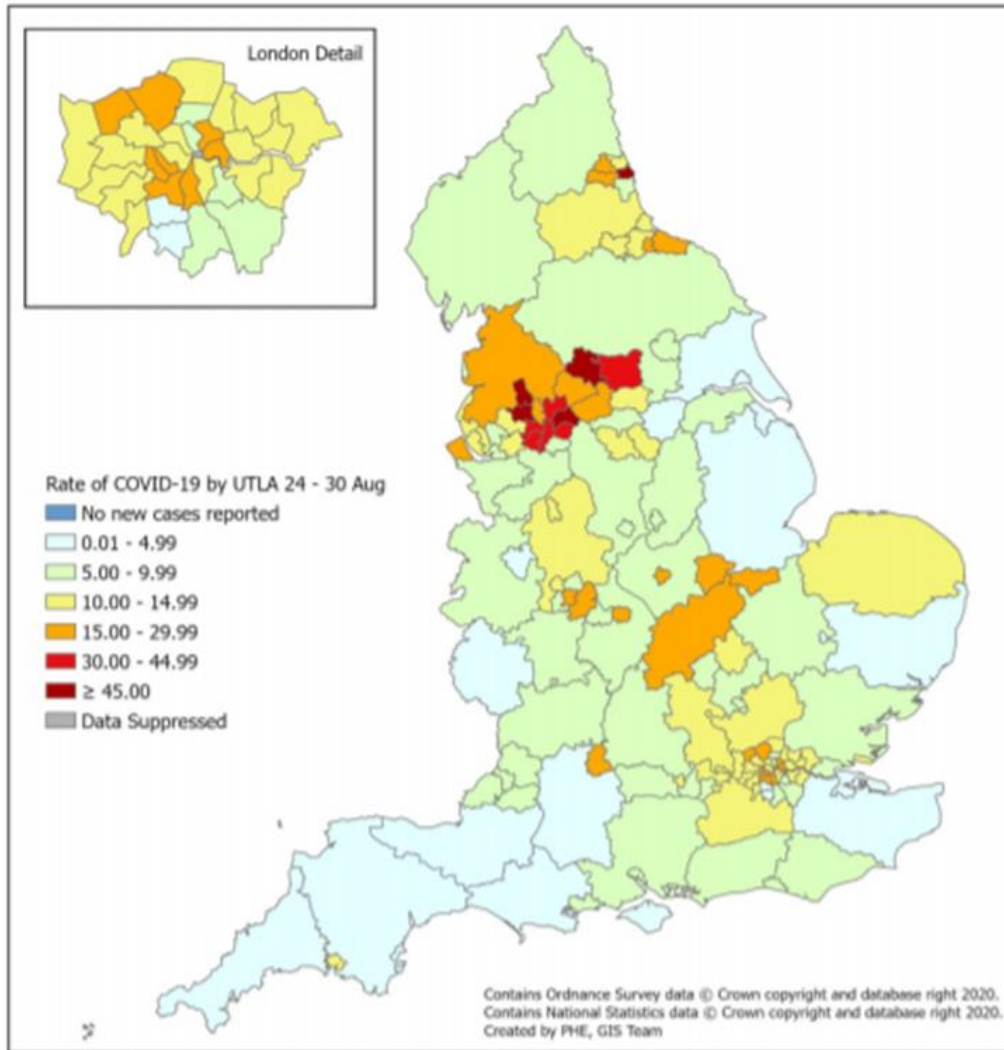 London Detail
Rate of COVID-19 by UTLA 24 - 30 Aug
No new cases reported
0.01 - 4.99
5.00 - 9.99
10.00 - 14.99
15.00 - 29.99
30.00 - 44.99
≥ 45.00
Data Suppressed
Contains Ordnance Survey data © Crown copyright and database right 2020.
Contains National Statistics data © Crown copyright and database right 2020.
Created by PHE, GIS Team